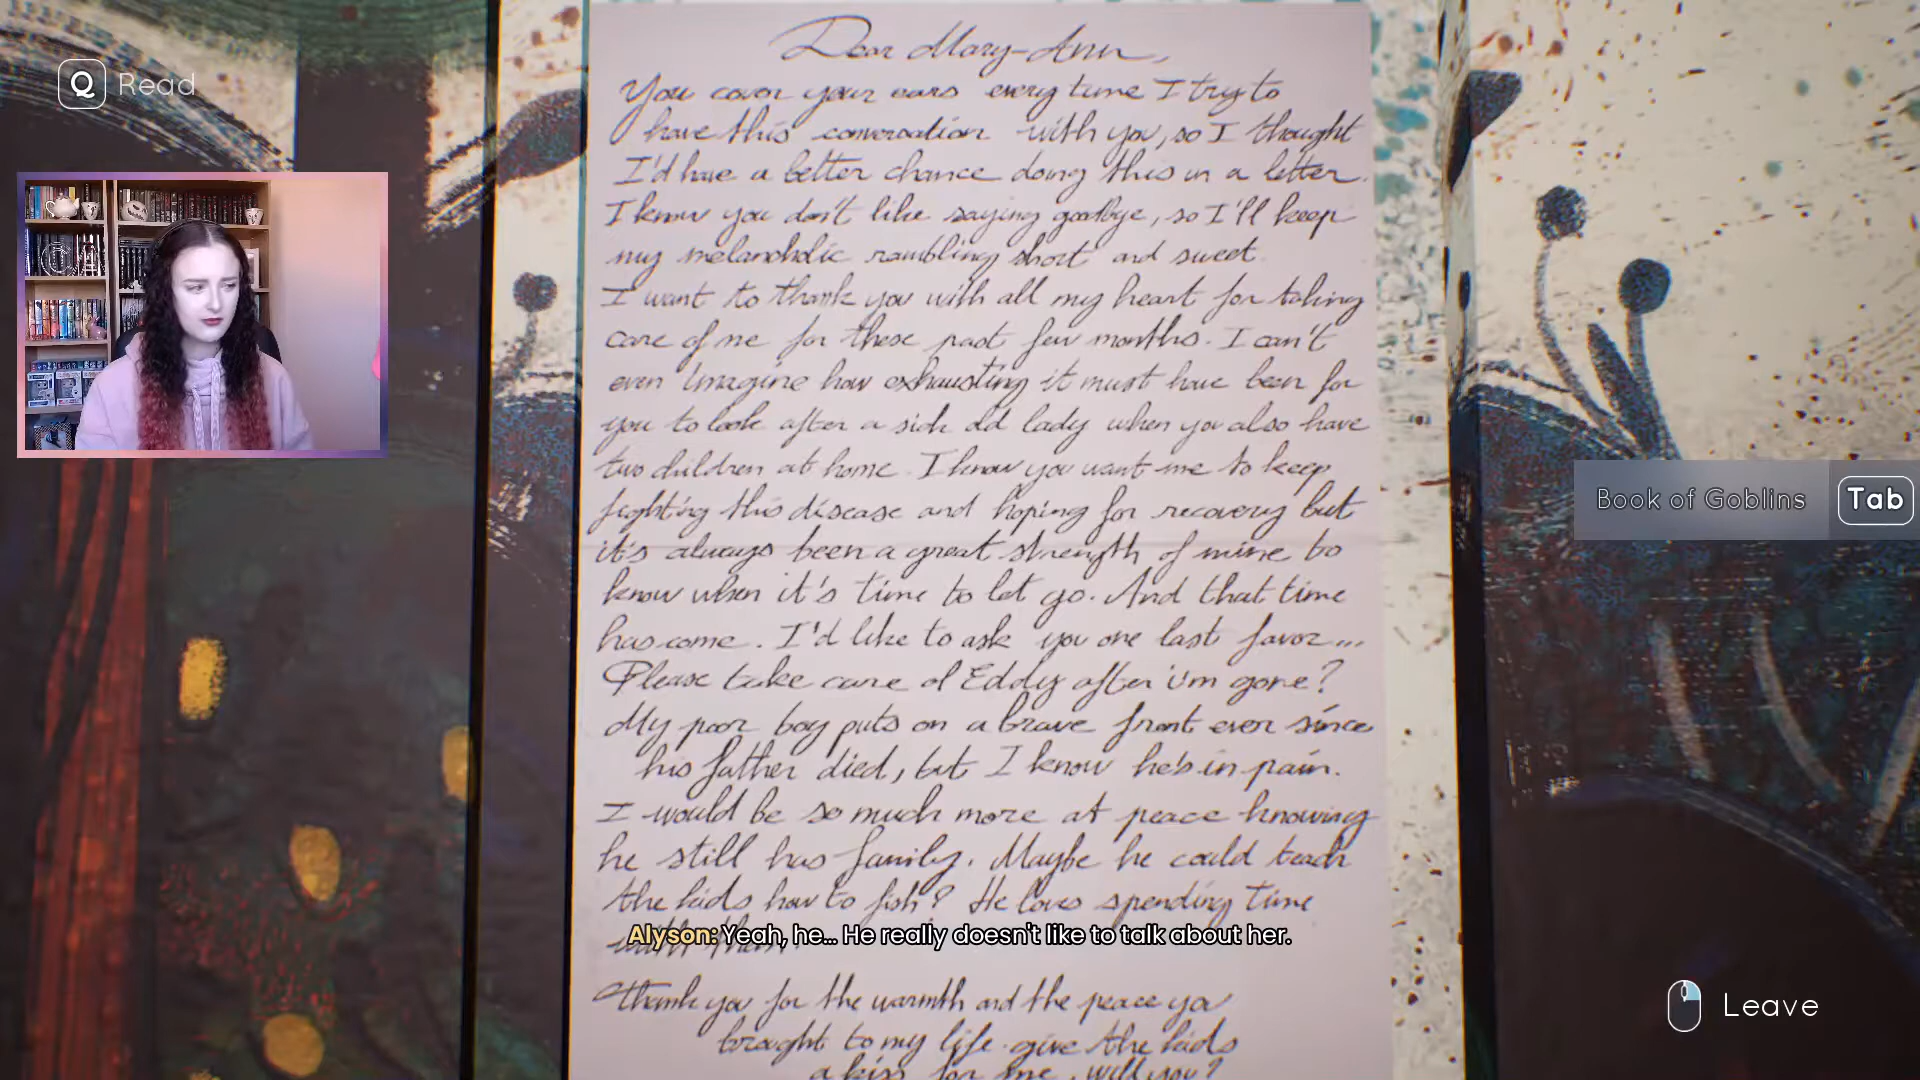 Q Read
Dear Mary-Ann,
You cover your ears every time I try to
have this conversation with you, so I thought
I'd have a better chance doing this in a letter.
I know you don't like saying goodbye, so I'll keep
my melancholic rambling short and sweet.
I want to thank you with all my heart for taking
care of me for these past few months. I can't
even imagine how exhausting it must have been for
you to look after a sick old lady when you also have
two children at home. I know you want me to keep
fighting this disease and hoping for recovery but
it's always been a great strength of mine to
know when it's time to let go. And that time
has come. I'd like to ask you one last favor...
Please take care of Eddy after i'm gone?
My poor boy puts on a brave front ever since
his father died, but I know he's in pain.
I would be so much more at peace knowing
he still has family. Maybe he could teach
the kids how to fish? He loves spending time
with them.
Alyson: Yeah, he... He really doesn't like to talk about her.
Thank you for the warmth and the peace you
brought to my life. give the kids
a kiss for me, will you?
Book of Goblins Tab
Leave